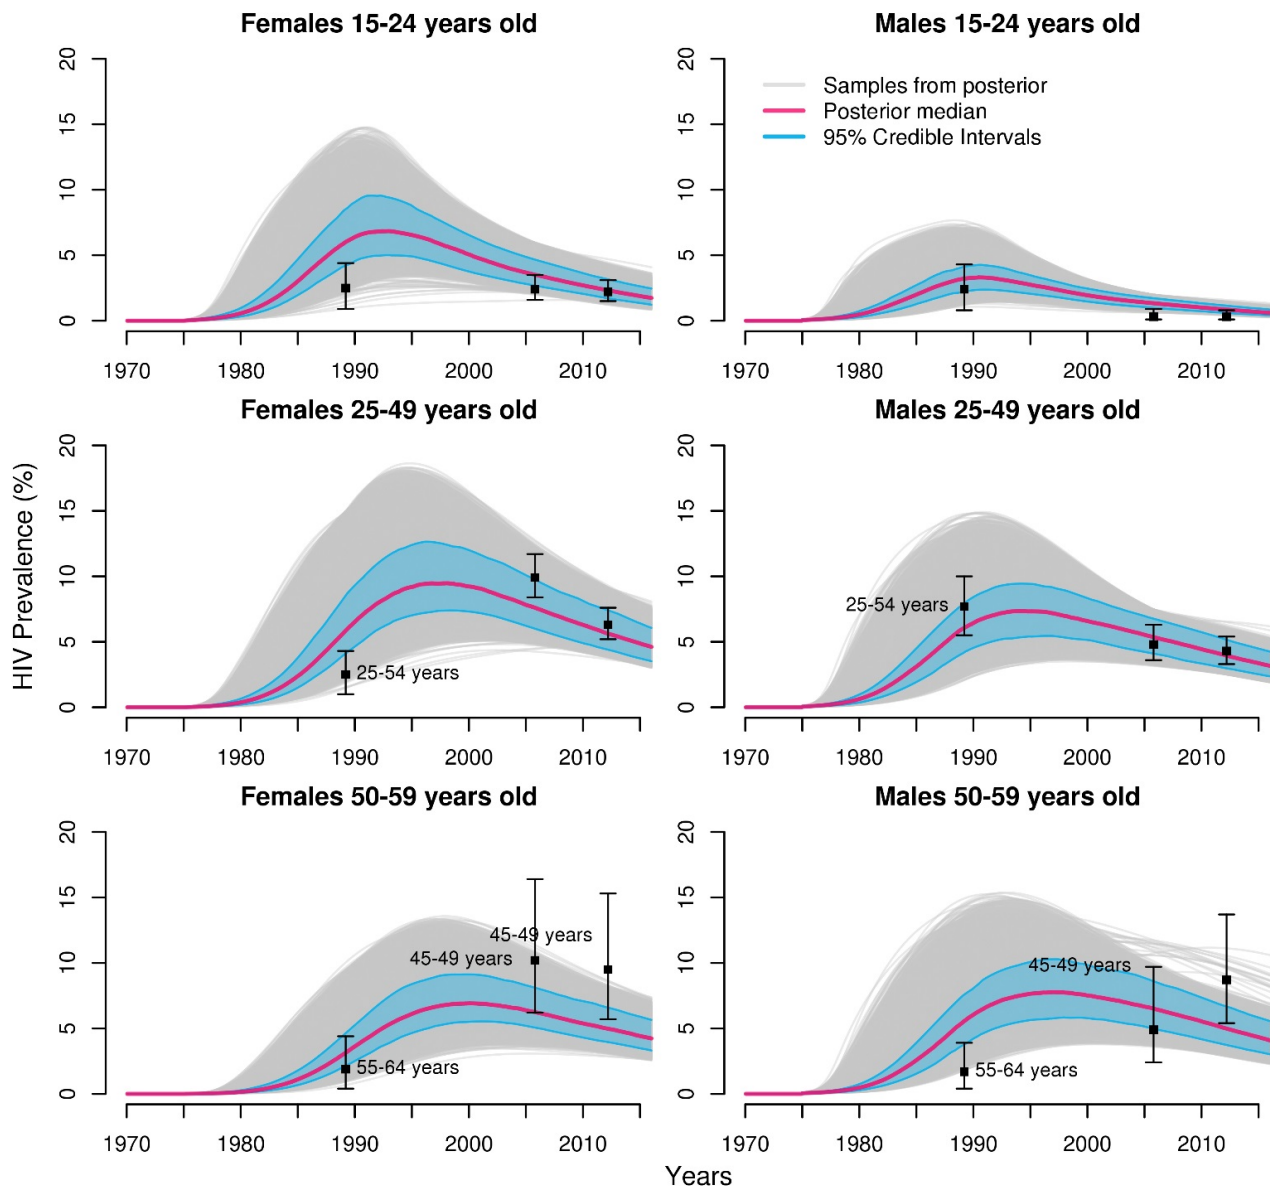 Females 15-24 years old
Males 15-24 years old
20
15
10
5
0
1970 1980 1990 2000 2010
20
15
10
5
0
Samples from posterior
Posterior median
95% Credible Intervals
1970 1980 1990 2000 2010
Females 25-49 years old
Males 25-49 years old
HIV Prevalence (%)
20
15
10
5
0
25-54 years
1970 1980 1990 2000 2010
20
15
10
5
0
25-54 years
1970 1980 1990 2000 2010
Females 50-59 years old
Males 50-59 years old
20
15
10
5
0
45-49 years
45-49 years
55-64 years
1970 1980 1990 2000 2010
20
15
10
5
0
45-49 years
55-64 years
1970 1980 1990 2000 2010
Years